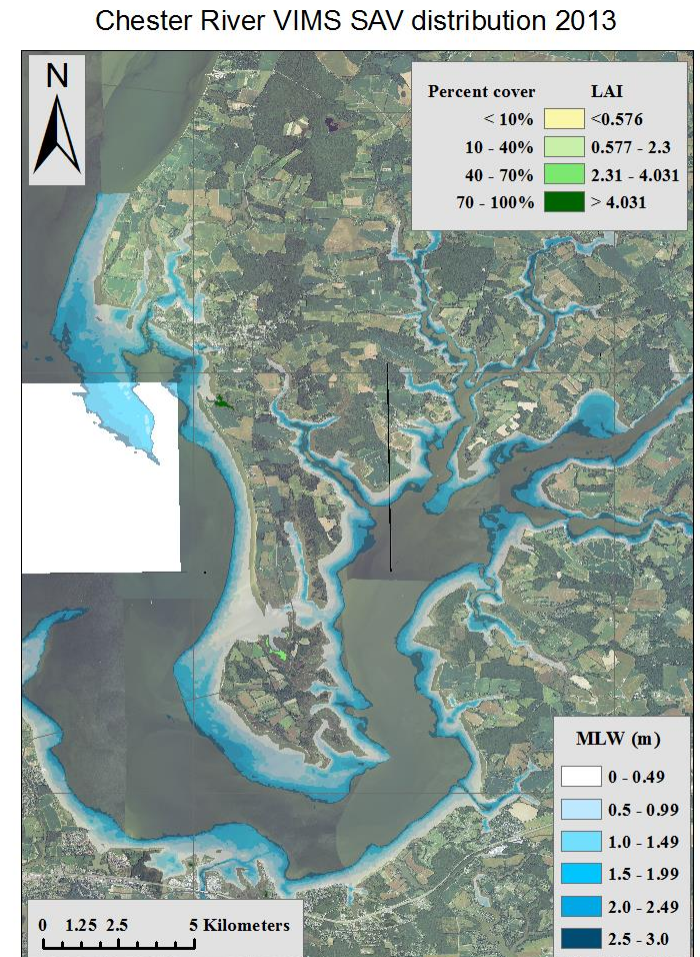 Chester River VIMS SAV distribution 2013
N
Percent cover LAI
< 10% <0.576
10 - 40% 0.577 - 2.3
40 - 70% 2.31 - 4.031
70 - 100% > 4.031
MLW (m)
0 - 0.49
0.5 - 0.99
1.0 - 1.49
1.5 - 1.99
2.0 - 2.49
2.5 - 3.0
0 1.25 2.5 5 Kilometers